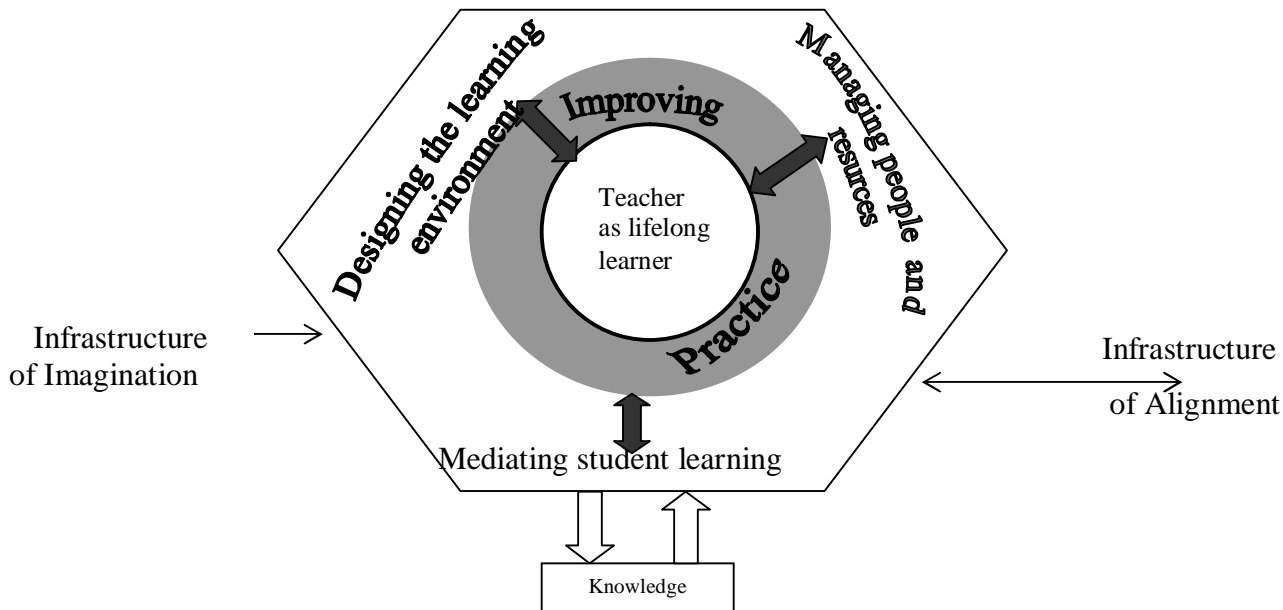 Designing the learning
environment
Improving
Practice
Managing people and
resurces
Teacher
as lifelong
learner
Infrastructure
of Imagination
Infrastructure
of Alignment
Mediating student learning
Knowledge